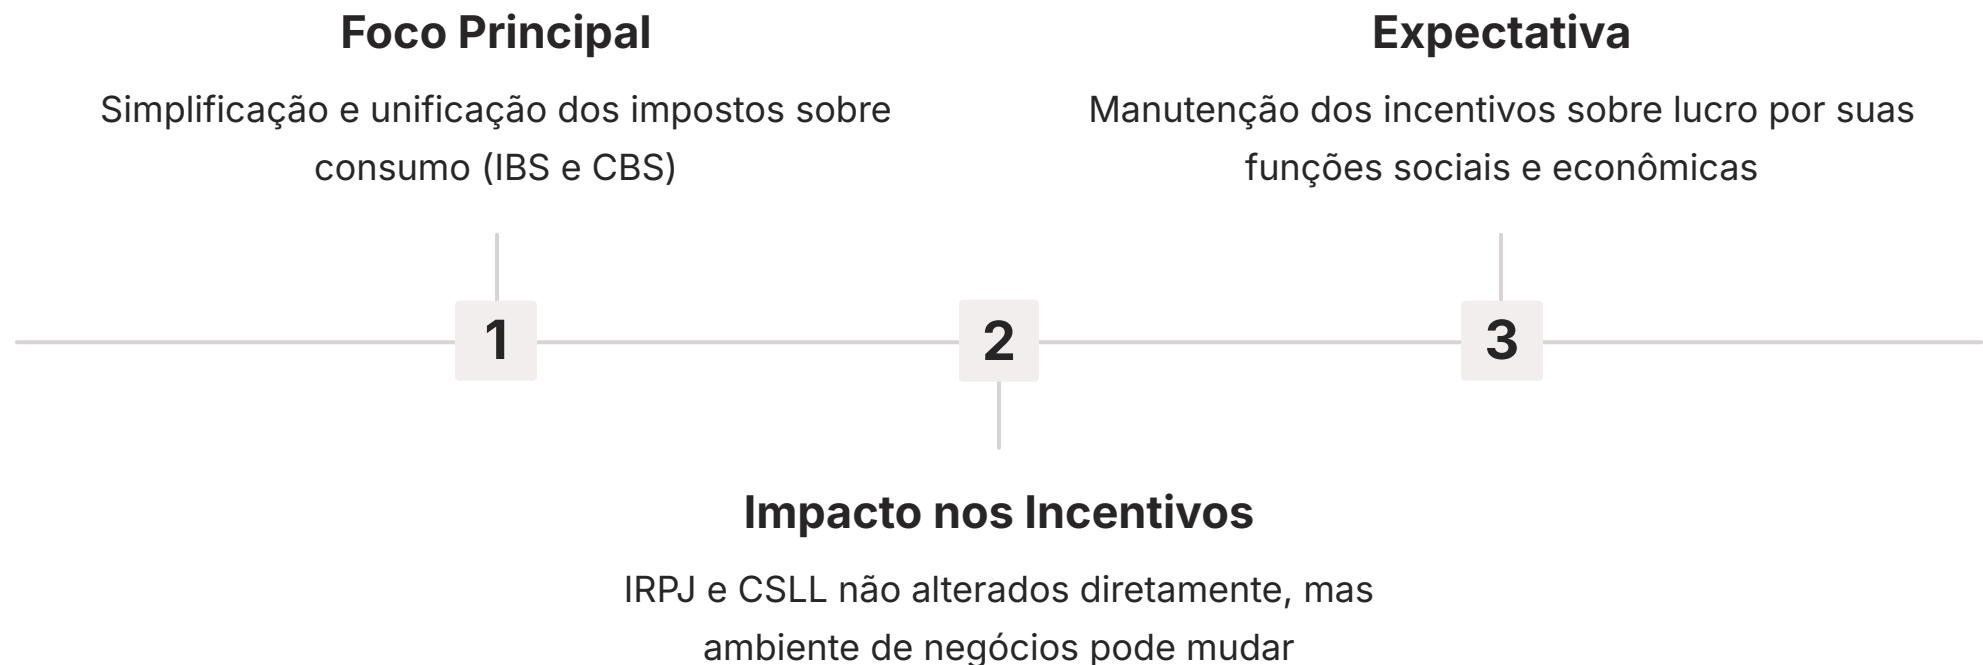 Foco Principal
Simplificação e unificação dos impostos sobre
consumo (IBS e CBS)
Expectativa
Manutenção dos incentivos sobre lucro por suas
funções sociais e econômicas
1
2
3
Impacto nos Incentivos
IRPJ e CSLL não alterados diretamente, mas
ambiente de negócios pode mudar